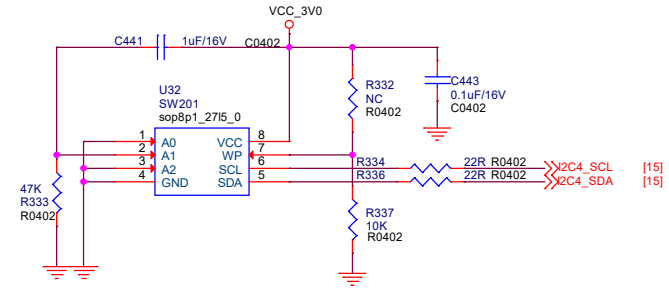 VCC_3V0
C441 1uF/16V C0402
U32
SW201
sop8p1_27l5_0
R332
NC
R0402
C443
0.1uF/16V
C0402
1 A0 VCC 8
2 A1 WP 7
3 A2 SCL 6
4 GND SDA 5
R334 22R R0402 I2C4_SCL [15]
R336 22R R0402 I2C4_SDA [15]
47K
R333
R0402
R337
10K
R0402